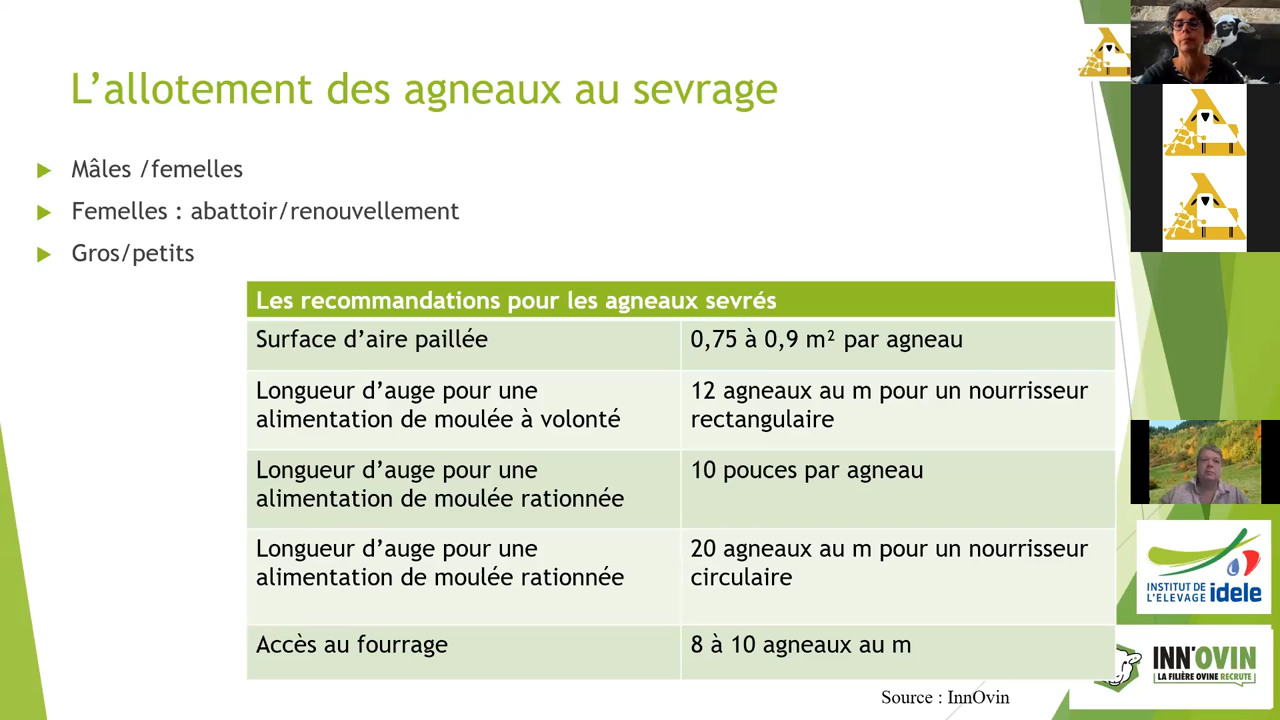 L’allotement des agneaux au sevrage
Mâles /femelles
Femelles : abattoir/renouvellement
Gros/petits
Les recommandations pour les agneaux sevrés
Surface d’aire paillée
0,75 à 0,9 m² par agneau
Longueur d’auge pour une
alimentation de moulée à volonté
12 agneaux au m pour un nourrisseur
rectangulaire
Longueur d’auge pour une
alimentation de moulée rationnée
10 pouces par agneau
Longueur d’auge pour une
alimentation de moulée rationnée
20 agneaux au m pour un nourrisseur
circulaire
Accès au fourrage
8 à 10 agneaux au m
Source : InnOvin
INSTITUT DE
L’ELEVAGE idele
INN'OVIN
LA FILIÈRE OVINE RECRUTE